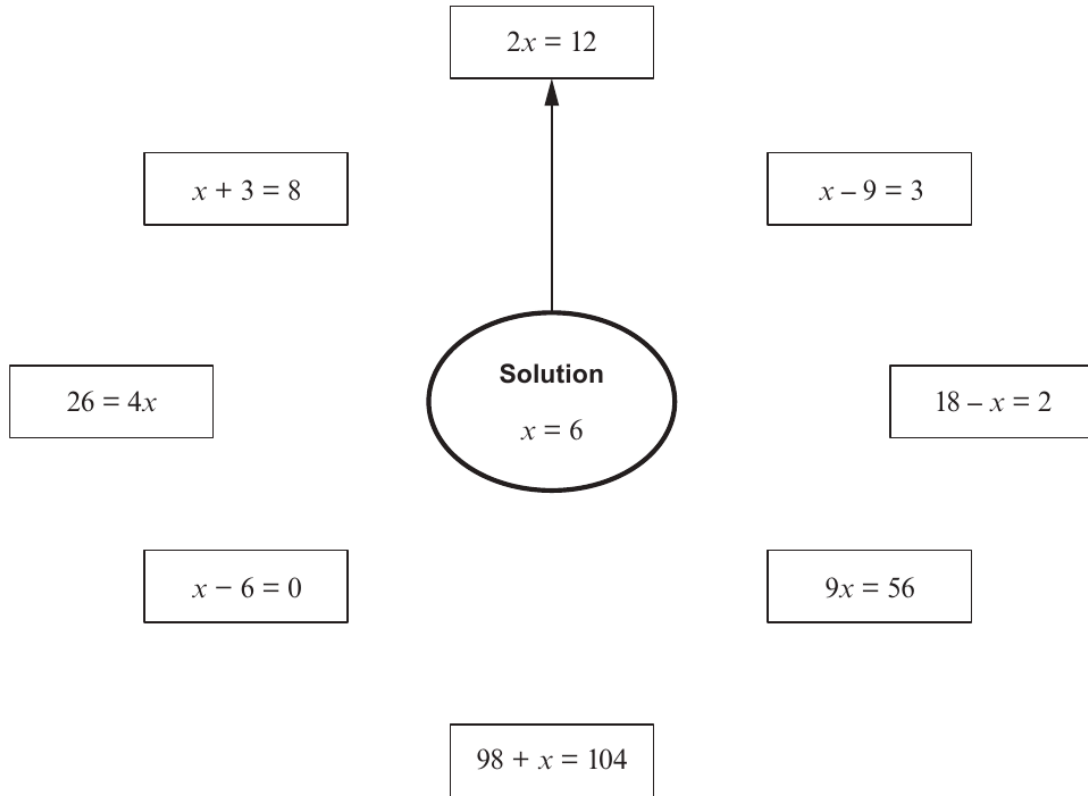 2x = 12
x + 3 = 8
x – 9 = 3
Solution
x = 6
26 = 4x
18 – x = 2
x − 6 = 0
9x = 56
98 + x = 104